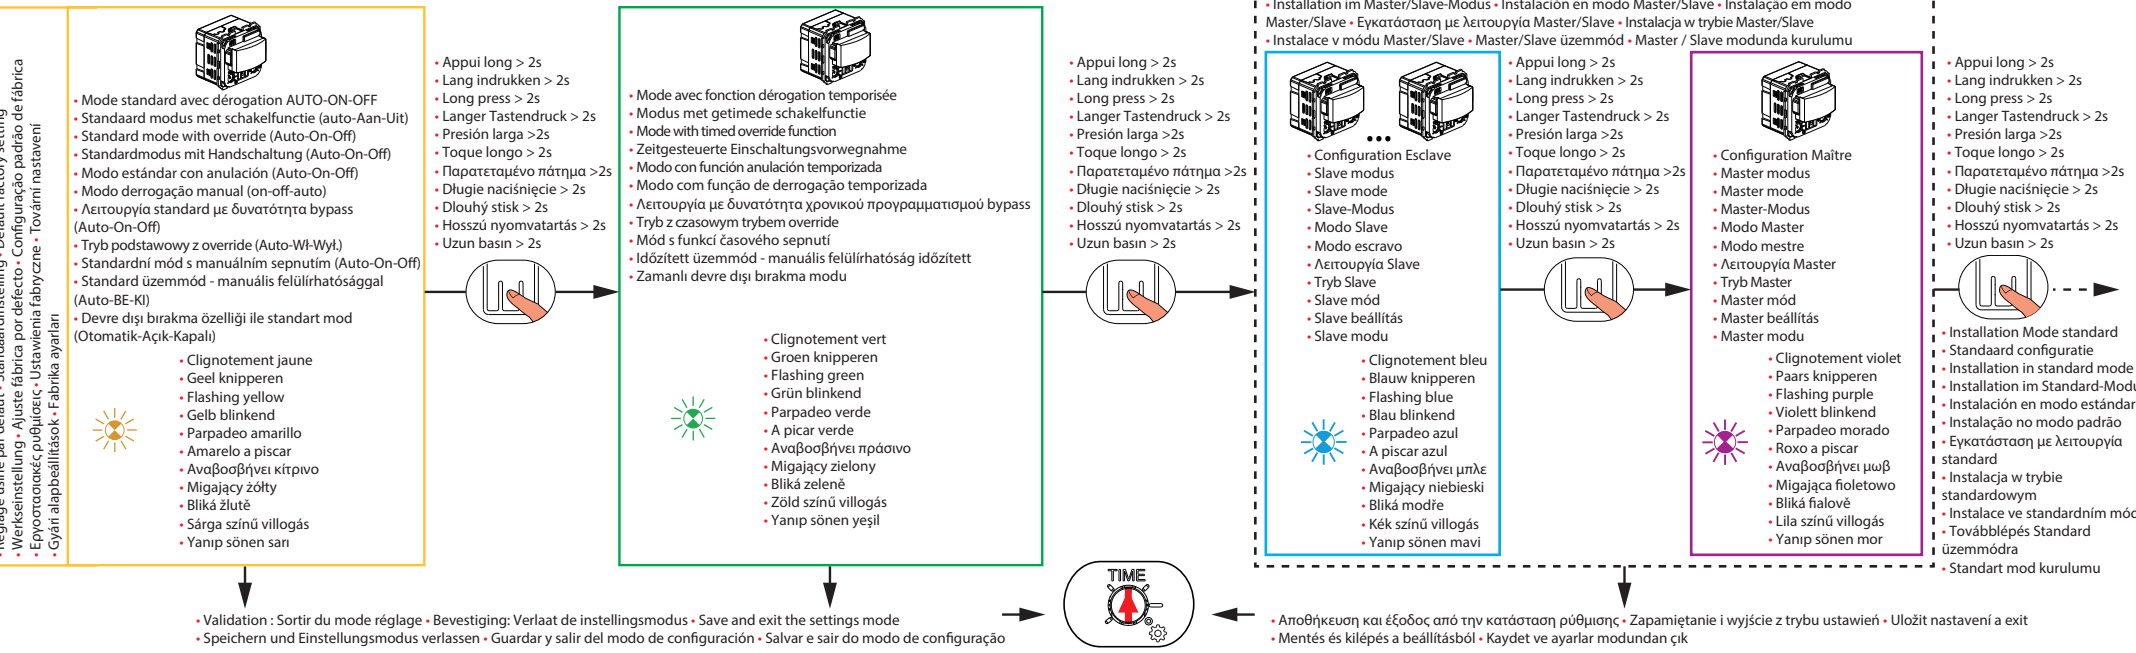 • Réglage usine par défaut • Standaardinstelling • Default factory setting
• Werkseinstellung • Ajuste fábrica por defecto • Configuração padrão de fábrica
• Εργοστασιακές ρυθμίσεις • Ustawienia fabryczne • Tovární nastavení
• Gyári alapbeállítások • Fabrika ayarları
• Mode standard avec dérogation AUTO-ON-OFF
• Standaard modus met schakelfunctie (auto-Aan-Uit)
• Standard mode with override (Auto-On-Off)
• Standardmodus mit Handschaltung (Auto-On-Off)
• Modo estándar con anulación (Auto-On-Off)
• Modo derrogação manual (on-off-auto)
• Λειτουργία standard με δυνατότητα bypass
(Auto-On-Off)
• Tryb podstawowy z override (Auto-Wł-Wył.)
• Standardní mód s manuálním sepnutím (Auto-On-Off)
• Standard üzemmód - manuális felülírhatósággal
(Auto-BE-KI)
• Devre dışı bırakma özelliği ile standart mod
(Otomatik-Açık-Kapalı)
• Clignotement jaune
• Geel knipperen
• Flashing yellow
• Gelb blinkend
• Parpadeo amarillo
• Amarelo a piscar
• Αναβοσβήνει κίτρινο
• Migający żółty
• Bliká žlutě
• Sárga színű villogás
• Yanıp sönen sarı
• Appui long > 2s
• Lang indrukken > 2s
• Long press > 2s
• Langer Tastendruck > 2s
• Presión larga >2s
• Toque longo > 2s
• Παρατεταμένο πάτημα >2s
• Długie naciśnięcie > 2s
• Dlouhý stisk > 2s
• Hosszú nyomvatartás > 2s
• Uzun basın > 2s
• Mode avec fonction dérogation temporisée
• Modus met getimede schakelfunctie
• Mode with timed override function
• Zeitgesteuerte Einschaltungsvorwegnahme
• Modo con función anulación temporizada
• Modo com função de derrogação temporizada
• Λειτουργία με δυνατότητα χρονικού προγραμματισμού bypass
• Tryb z czasowym trybem override
• Mód s funkcí časového sepnutí
• Időzített üzemmód - manuális felülírhatóság időzített
• Zamanlı devre dışı bırakma modu
• Clignotement vert
• Groen knipperen
• Flashing green
• Grün blinkend
• Parpadeo verde
• A picar verde
• Αναβοσβήνει πράσινο
• Migający zielony
• Bliká zeleně
• Zöld színű villogás
• Yanıp sönen yeşil
• Appui long > 2s
• Lang indrukken > 2s
• Long press > 2s
• Langer Tastendruck > 2s
• Presión larga >2s
• Toque longo > 2s
• Παρατεταμένο πάτημα >2s
• Długie naciśnięcie > 2s
• Dlouhý stisk > 2s
• Hosszú nyomvatartás > 2s
• Uzun basın > 2s
• Installation im Master/Slave-Modus • Instalación en modo Master/Slave • Instalação em modo
Master/Slave • Εγκατάσταση με λειτουργία Master/Slave • Instalacja w trybie Master/Slave
• Instalace v módu Master/Slave • Master/Slave üzemmód • Master / Slave modunda kurulumu
• Configuration Esclave
• Slave modus
• Slave mode
• Slave-Modus
• Modo Slave
• Modo escravo
• Λειτουργία Slave
• Tryb Slave
• Slave mód
• Slave beállítás
• Slave modu
• Clignotement bleu
• Blauw knipperen
• Flashing blue
• Blau blinkend
• Parpadeo azul
• A piscar azul
• Αναβοσβήνει μπλε
• Migający niebieski
• Bliká modře
• Kék színű villogás
• Yanıp sönen mavi
• Appui long > 2s
• Lang indrukken > 2s
• Long press > 2s
• Langer Tastendruck > 2s
• Presión larga >2s
• Toque longo > 2s
• Παρατεταμένο πάτημα >2s
• Długie naciśnięcie > 2s
• Dlouhý stisk > 2s
• Hosszú nyomvatartás > 2s
• Uzun basın > 2s
• Configuration Maître
• Master modus
• Master mode
• Master-Modus
• Modo Master
• Modo mestre
• Λειτουργία Master
• Tryb Master
• Master mód
• Master beállítás
• Master modu
• Clignotement violet
• Paars knipperen
• Flashing purple
• Violett blinkend
• Parpadeo morado
• Roxo a piscar
• Αναβοσβήνει μωβ
• Migająca fioletowo
• Bliká fialově
• Lila színű villogás
• Yanıp sönen mor
• Appui long > 2s
• Lang indrukken > 2s
• Long press > 2s
• Langer Tastendruck > 2s
• Presión larga >2s
• Toque longo > 2s
• Παρατεταμένο πάτημα >2s
• Długie naciśnięcie > 2s
• Dlouhý stisk > 2s
• Hosszú nyomvatartás > 2s
• Uzun basın > 2s
• Installation Mode standard
• Standaard configuratie
• Installation in standard mode
• Installation im Standard-Modu
• Instalación en modo estándar
• Instalação no modo padrão
• Εγκατάσταση με λειτουργία
standard
• Instalacja w trybie
standardowym
• Instalace ve standardním mód
• Továbblépés Standard
üzemmódra
• Standart mod kurulumu
• Validation : Sortir du mode réglage • Bevestiging: Verlaat de instellingsmodus • Save and exit the settings mode
• Speichern und Einstellungsmodus verlassen • Guardar y salir del modo de configuración • Salvar e sair do modo de configuração
TIME
• Αποθήκευση και έξοδος από την κατάσταση ρύθμισης • Zapamiętanie i wyjście z trybu ustawień • Uložit nastavení a exit
• Mentés és kilépés a beállításból • Kaydet ve ayarlar modundan çık